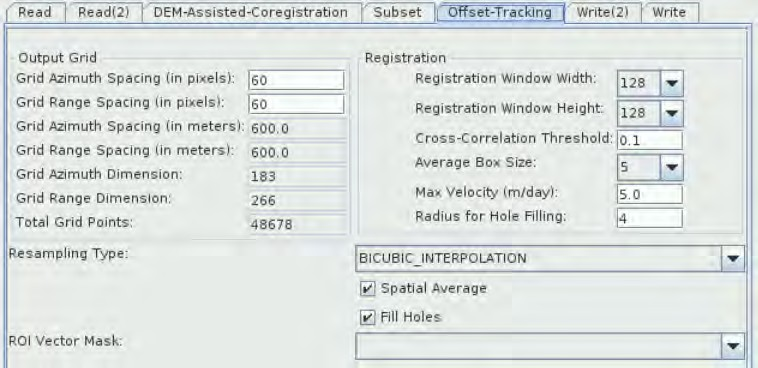 Read Read(2) DEM-Assisted-Coregistration Subset Offset-Tracking Write(2) Write
Output Grid
Grid Azimuth Spacing (in pixels): 60
Grid Range Spacing (in pixels): 60
Grid Azimuth Spacing (in meters): 600.0
Grid Range Spacing (in meters): 600.0
Grid Azimuth Dimension: 183
Grid Range Dimension: 266
Total Grid Points: 48678
Registration
Registration Window Width: 128
Registration Window Height: 128
Cross-Correlation Threshold: 0.1
Average Box Size: 5
Max Velocity (m/day): 5.0
Radius for Hole Filling: 4
Resampling Type: BICUBIC_INTERPOLATION
Spatial Average
Fill Holes
ROI Vector Mask: